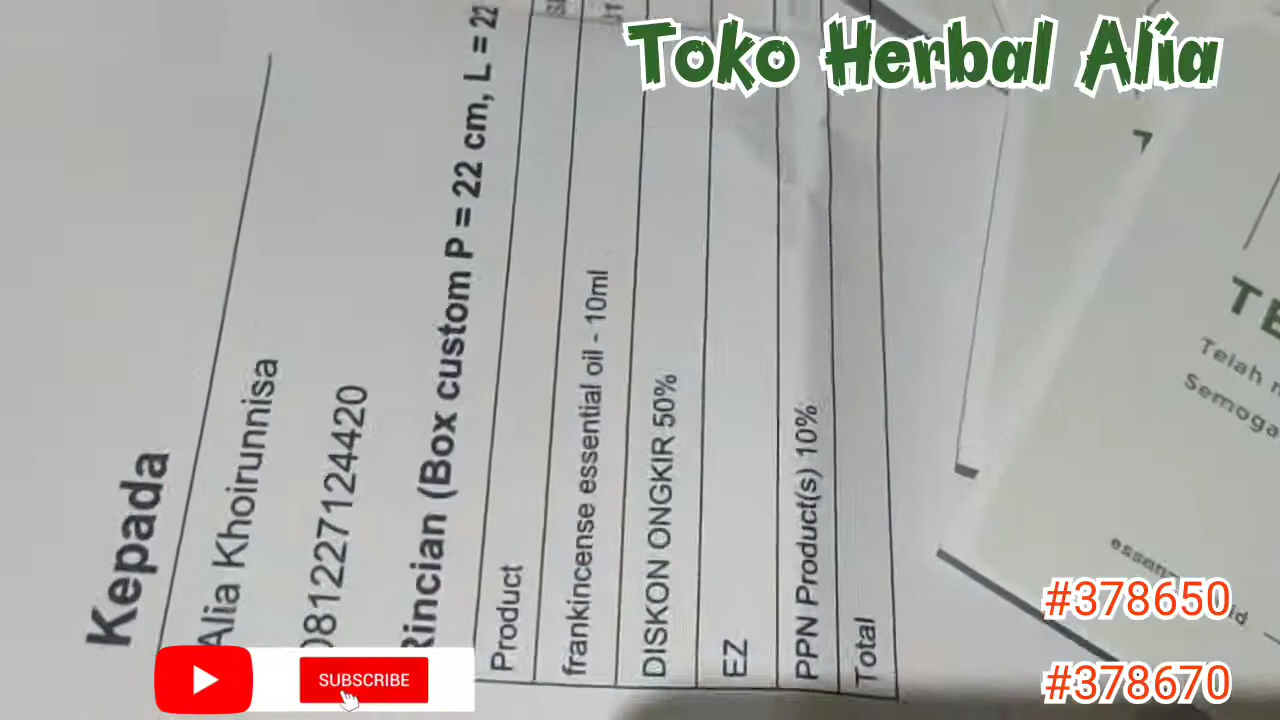 Toko Herbal Alia
Kepada
Alia Khoirunnisa
081227124420
Rincian (Box custom P = 22 cm, L = 22
Product
frankincense essential oil - 10ml
DISKON ONGKIR 50%
EZ
PPN Product(s) 10%
Total
Telah
Semoga
#378650
#378670
SUBSCRIBE